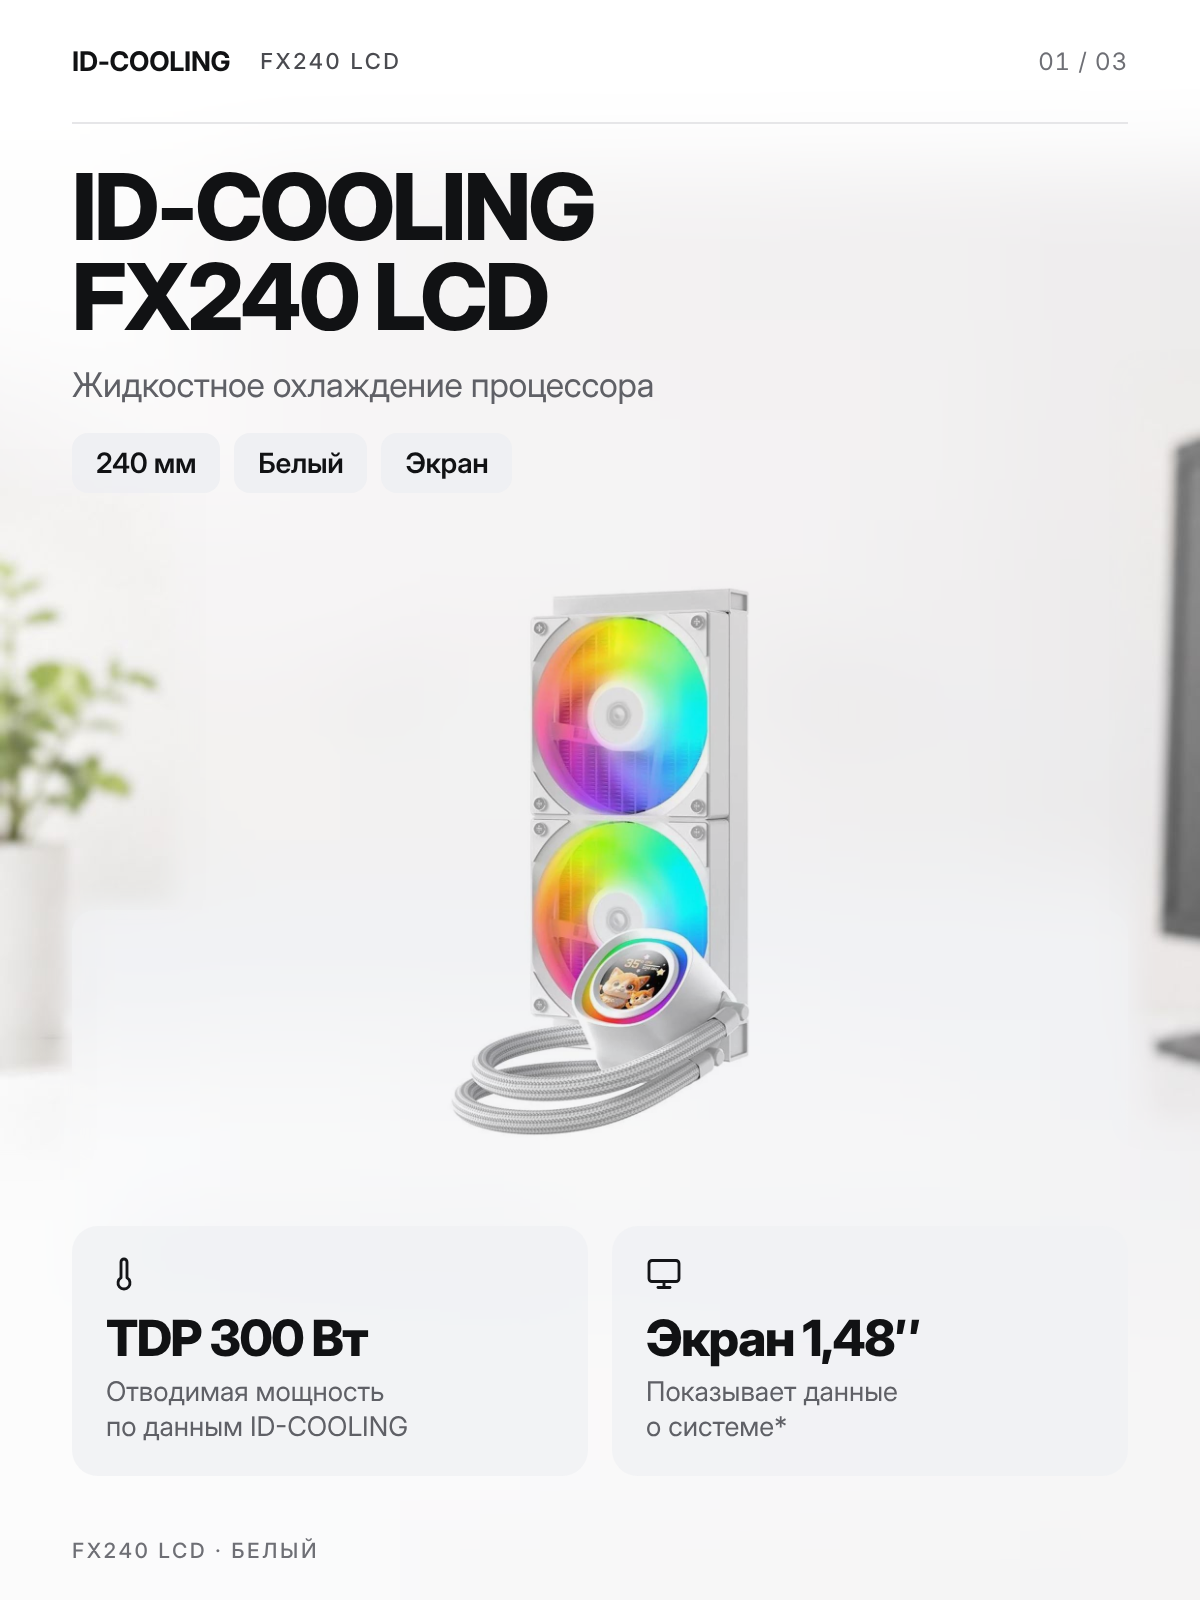 ID-COOLING FX240 LCD 01 / 03
ID-COOLING
FX240 LCD
Жидкостное охлаждение процессора
240 мм Белый Экран
35°
TDP 300 Вт
Отводимая мощность
по данным ID-COOLING
Экран 1,48″
Показывает данные
о системе*
FX240 LCD · БЕЛЫЙ